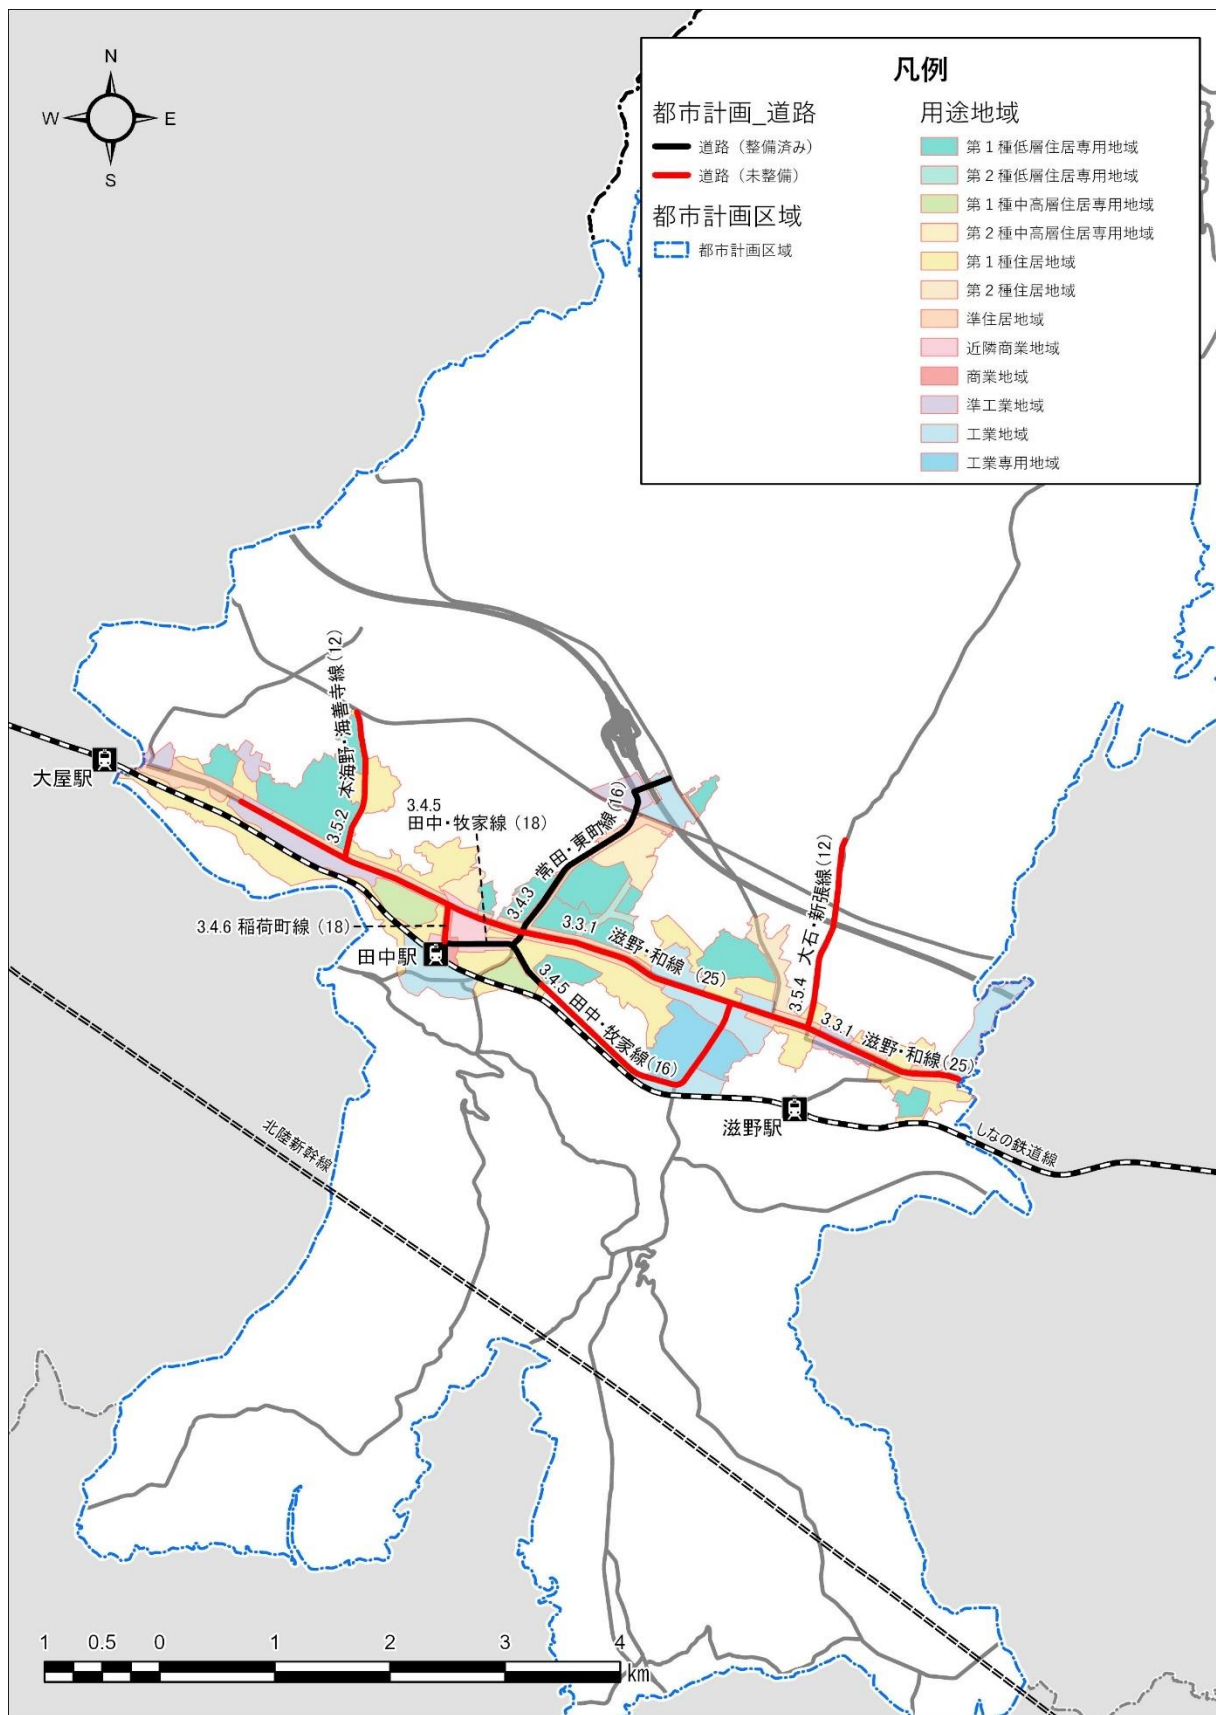 N
W
E
S
凡例
都市計画_道路
道路（整備済み）
道路（未整備）
都市計画区域
都市計画区域
用途地域
第１種低層住居専用地域
第２種低層住居専用地域
第１種中高層住居専用地域
第２種中高層住居専用地域
第１種住居地域
第２種住居地域
準住居地域
近隣商業地域
商業地域
準工業地域
工業地域
工業専用地域
3.5.2 本海野・海善寺線(12)
大屋駅
3.4.5
田中・牧家線（18）
3.4.3 常田・東町線(16)
3.4.6 稲荷町線（18）
田中駅
3.3.1 滋野・和線（25）
3.4.5 田中・牧家線(16)
3.5.4 大石・新張線(12)
3.3.1 滋野・和線(25)
滋野駅
しなの鉄道線
北陸新幹線
1 0.5 0 1 2 3 4
km